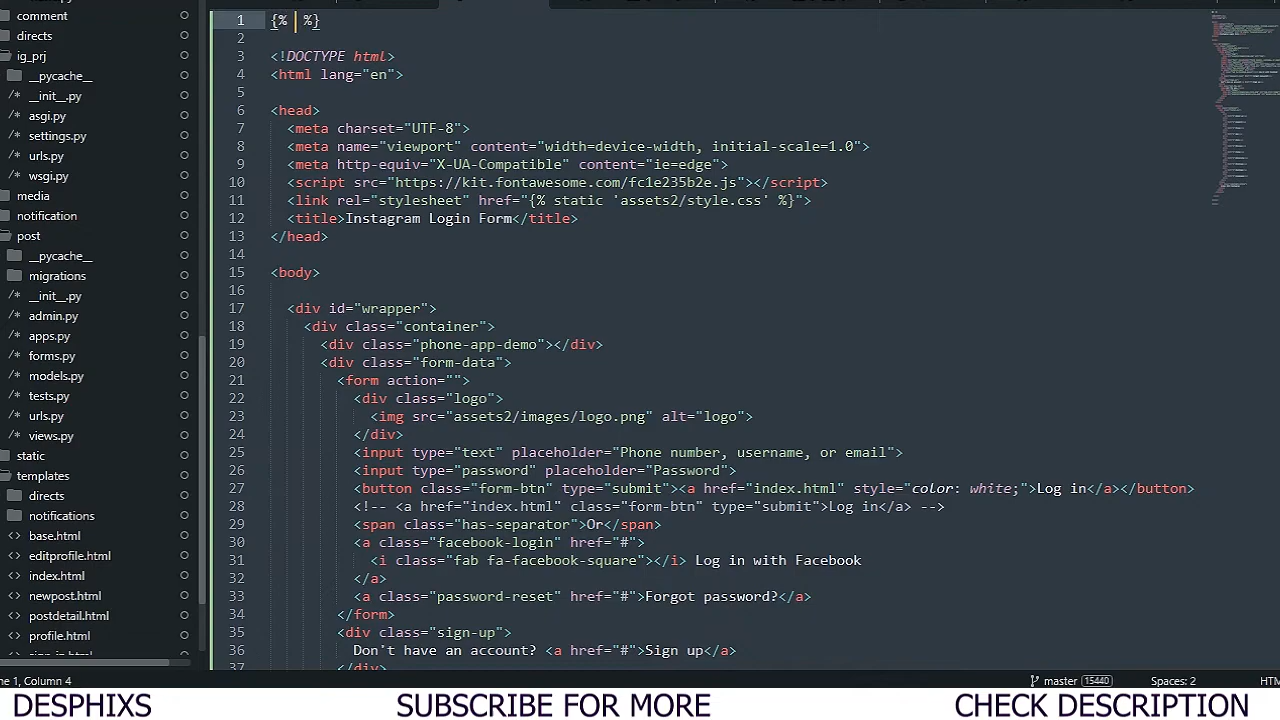 comment
directs
ig_prj
__pycache__
/* __init__.py
/* asgi.py
/* settings.py
/* urls.py
/* wsgi.py
media
notification
post
__pycache__
migrations
/* __init__.py
/* admin.py
/* apps.py
/* forms.py
/* models.py
/* tests.py
/* urls.py
/* views.py
static
templates
directs
notifications
<> base.html
<> editprofile.html
<> index.html
<> newpost.html
<> postdetail.html
<> profile.html
1 {% %}
2
3 <!DOCTYPE html>
4 <html lang="en">
5
6 <head>
7 <meta charset="UTF-8">
8 <meta name="viewport" content="width=device-width, initial-scale=1.0">
9 <meta http-equiv="X-UA-Compatible" content="ie=edge">
10 <script src="https://kit.fontawesome.com/fc1e235b2e.js"></script>
11 <link rel="stylesheet" href="{% static 'assets2/style.css' %}">
12 <title>Instagram Login Form</title>
13 </head>
14
15 <body>
16
17 <div id="wrapper">
18 <div class="container">
19 <div class="phone-app-demo"></div>
20 <div class="form-data">
21 <form action="">
22 <div class="logo">
23 <img src="assets2/images/logo.png" alt="logo">
24 </div>
25 <input type="text" placeholder="Phone number, username, or email">
26 <input type="password" placeholder="Password">
27 <button class="form-btn" type="submit"><a href="index.html" style="color: white;">Log in</a></button>
28 <!-- <a href="index.html" class="form-btn" type="submit">Log in</a> -->
29 <span class="has-separator">Or</span>
30 <a class="facebook-login" href="#">
31 <i class="fab fa-facebook-square"></i> Log in with Facebook
32 </a>
33 <a class="password-reset" href="#">Forgot password?</a>
34 </form>
35 <div class="sign-up">
36 Don't have an account? <a href="#">Sign up</a>
37 </div>
ne 1, Column 4
master 15440
Spaces: 2
HTM
DESPHIXS
SUBSCRIBE FOR MORE
CHECK DESCRIPTION